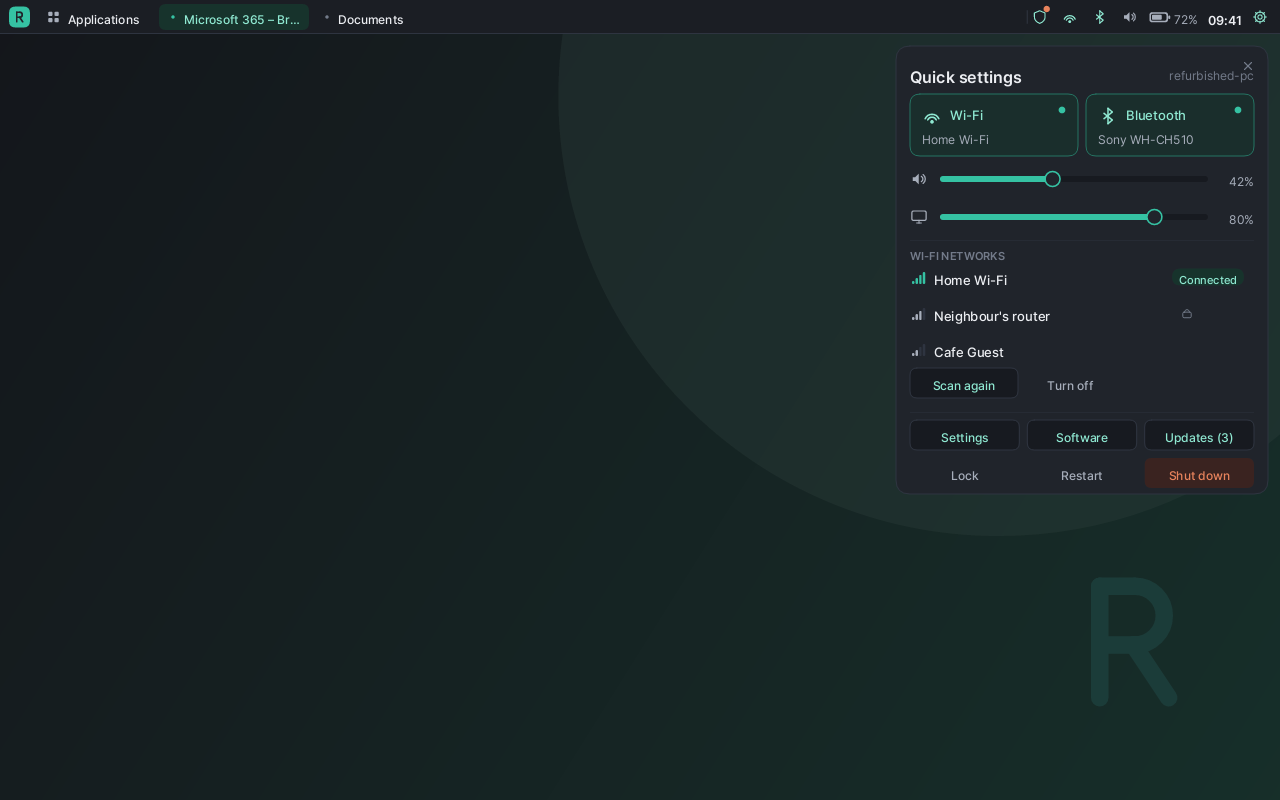 R Applications Microsoft 365 – Br... Documents 72% 09:41
Quick settings refurbished-pc
Wi-Fi Bluetooth
Home Wi-Fi Sony WH-CH510
42%
80%
WI-FI NETWORKS
Home Wi-Fi Connected
Neighbour's router
Cafe Guest
Scan again Turn off
Settings Software Updates (3)
Lock Restart Shut down
R